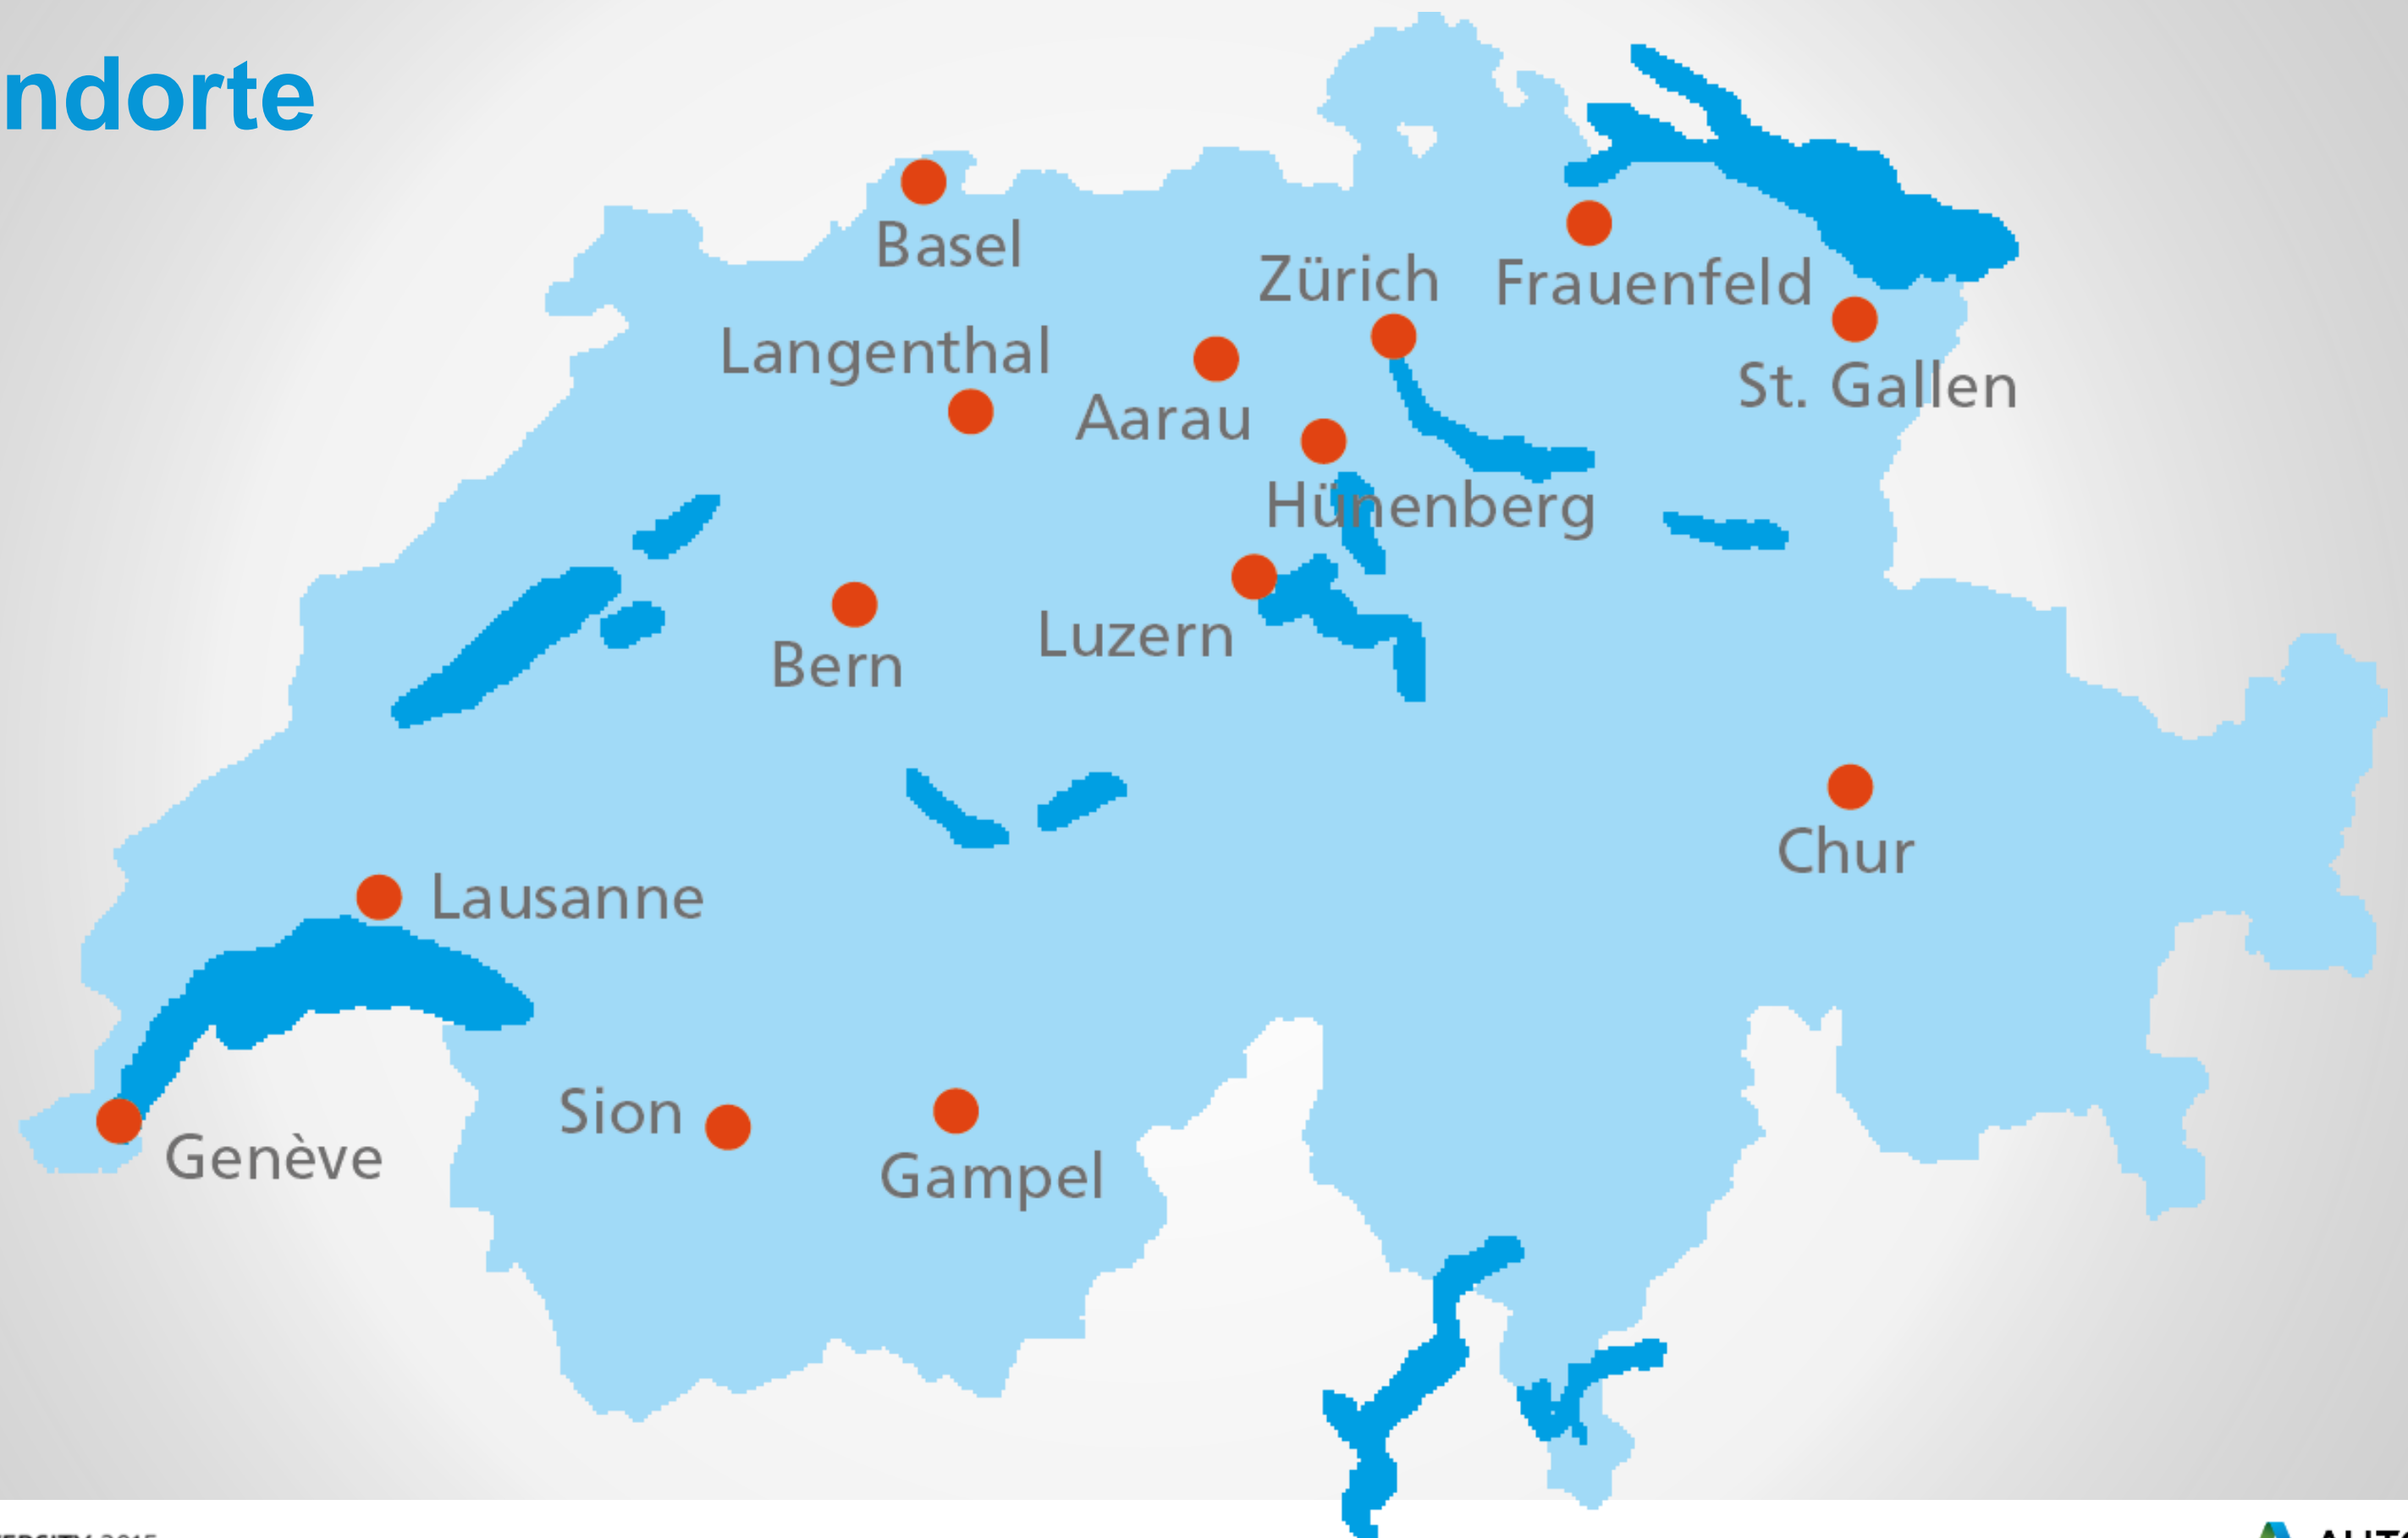 ndorte
Basel
Zürich
Frauenfeld
Langenthal
St. Gallen
Aarau
Hünenberg
Luzern
Bern
Chur
Lausanne
Sion
Genève
Gampel